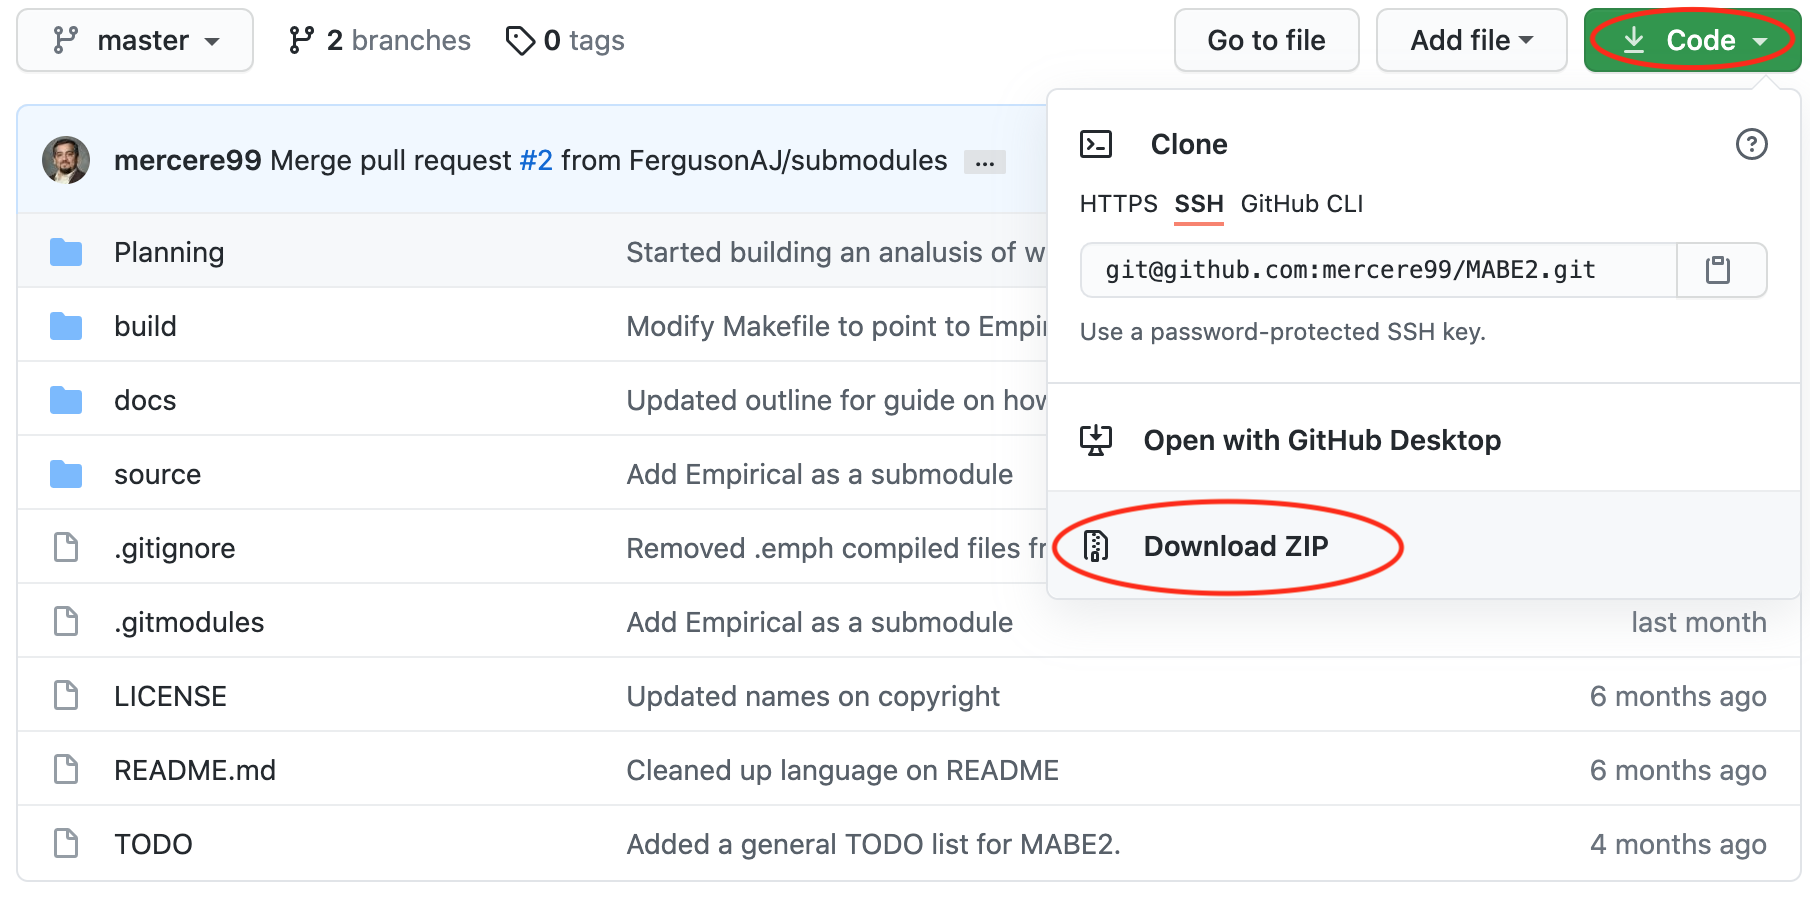 master 2 branches 0 tags Go to file Add file Code
mercere99 Merge pull request #2 from FergusonAJ/submodules ...
Clone
HTTPS SSH GitHub CLI
git@github.com:mercere99/MABE2.git
Use a password-protected SSH key.
Open with GitHub Desktop
Download ZIP
Planning Started building an analusis of w
build Modify Makefile to point to Empi
docs Updated outline for guide on how
source Add Empirical as a submodule
.gitignore Removed .emph compiled files f
.gitmodules Add Empirical as a submodule last month
LICENSE Updated names on copyright 6 months ago
README.md Cleaned up language on README 6 months ago
TODO Added a general TODO list for MABE2. 4 months ago